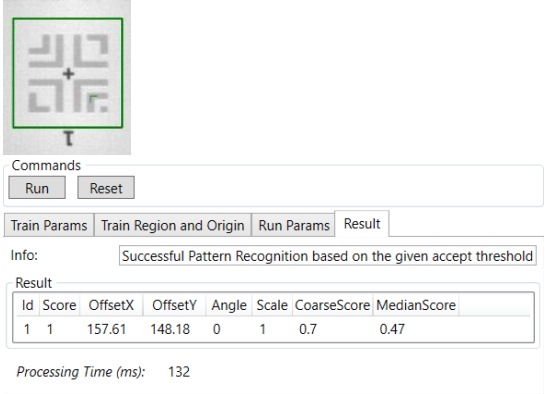 Commands
Run Reset
Train Params Train Region and Origin Run Params Result
Info: Successful Pattern Recognition based on the given accept threshold
Result
Id Score OffsetX OffsetY Angle Scale CoarseScore MedianScore
1 1 157.61 148.18 0 1 0.7 0.47
Processing Time (ms): 132